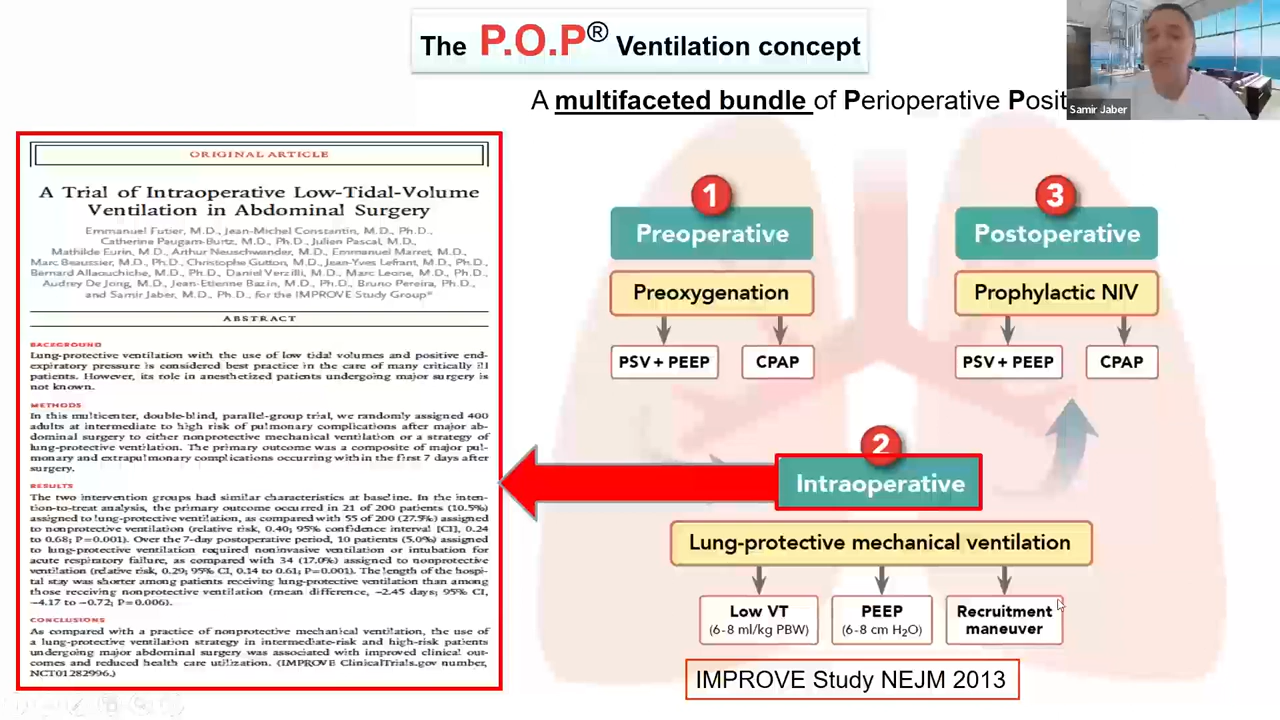 The P.O.P® Ventilation concept
A multifaceted bundle of Perioperative Posit
Samir Jaber
ORIGINAL ARTICLE
A Trial of Intraoperative Low-Tidal-Volume
Ventilation in Abdominal Surgery
Emmanuel Futier, M.D., Jean-Michel Constantin, M.D., Ph.D.,
Catherine Paugam-Burtz, M.D., Ph.D., Julien Pascal, M.D.,
Mathilde Eurin, M.D., Arthur Neuschwander, M.D., Emmanuel Marret, M.D.,
Marc Beaussier, M.D., Ph.D., Christophe Gutton, M.D., Jean-Yves Lefrant, M.D., Ph.D.,
Bernard Allaouchiche, M.D., Ph.D., Daniel Verzilli, M.D., Marc Leone, M.D., Ph.D.,
Audrey De Jong, M.D., Jean-Etienne Bazin, M.D., Ph.D., Bruno Pereira, Ph.D.,
and Samir Jaber, M.D., Ph.D., for the IMPROVE Study Group*
ABSTRACT
BACKGROUND
Lung-protective ventilation with the use of low tidal volumes and positive end-
expiratory pressure is considered best practice in the care of many critically ill
patients. However, its role in anesthetized patients undergoing major surgery is
not known.
METHODS
In this multicenter, double-blind, parallel-group trial, we randomly assigned 400
adults at intermediate to high risk of pulmonary complications after major ab-
dominal surgery to either nonprotective mechanical ventilation or a strategy of
lung-protective ventilation. The primary outcome was a composite of major pul-
monary and extrapulmonary complications occurring within the first 7 days after
surgery.
RESULTS
The two intervention groups had similar characteristics at baseline. In the inten-
tion-to-treat analysis, the primary outcome occurred in 21 of 200 patients (10.5%)
assigned to lung-protective ventilation, as compared with 55 of 200 (27.5%) assigned
to nonprotective ventilation (relative risk, 0.40; 95% confidence interval [CI], 0.24
to 0.68; P=0.001). Over the 7-day postoperative period, 10 patients (5.0%) assigned
to lung-protective ventilation required noninvasive ventilation or intubation for
acute respiratory failure, as compared with 34 (17.0%) assigned to nonprotective
ventilation (relative risk, 0.29; 95% CI, 0.14 to 0.61; P=0.001). The length of the hospi-
tal stay was shorter among patients receiving lung-protective ventilation than among
those receiving nonprotective ventilation (mean difference, −2.45 days; 95% CI,
−4.17 to −0.72; P=0.006).
CONCLUSIONS
As compared with a practice of nonprotective mechanical ventilation, the use of
a lung-protective ventilation strategy in intermediate-risk and high-risk patients
undergoing major abdominal surgery was associated with improved clinical out-
comes and reduced health care utilization. (IMPROVE ClinicalTrials.gov number,
NCT01282996.)
1
Preoperative
Preoxygenation
PSV + PEEP
CPAP
3
Postoperative
Prophylactic NIV
PSV + PEEP
CPAP
2
Intraoperative
Lung-protective mechanical ventilation
Low VT
(6-8 ml/kg PBW)
PEEP
(6-8 cm H₂O)
Recruitment
maneuver
IMPROVE Study NEJM 2013